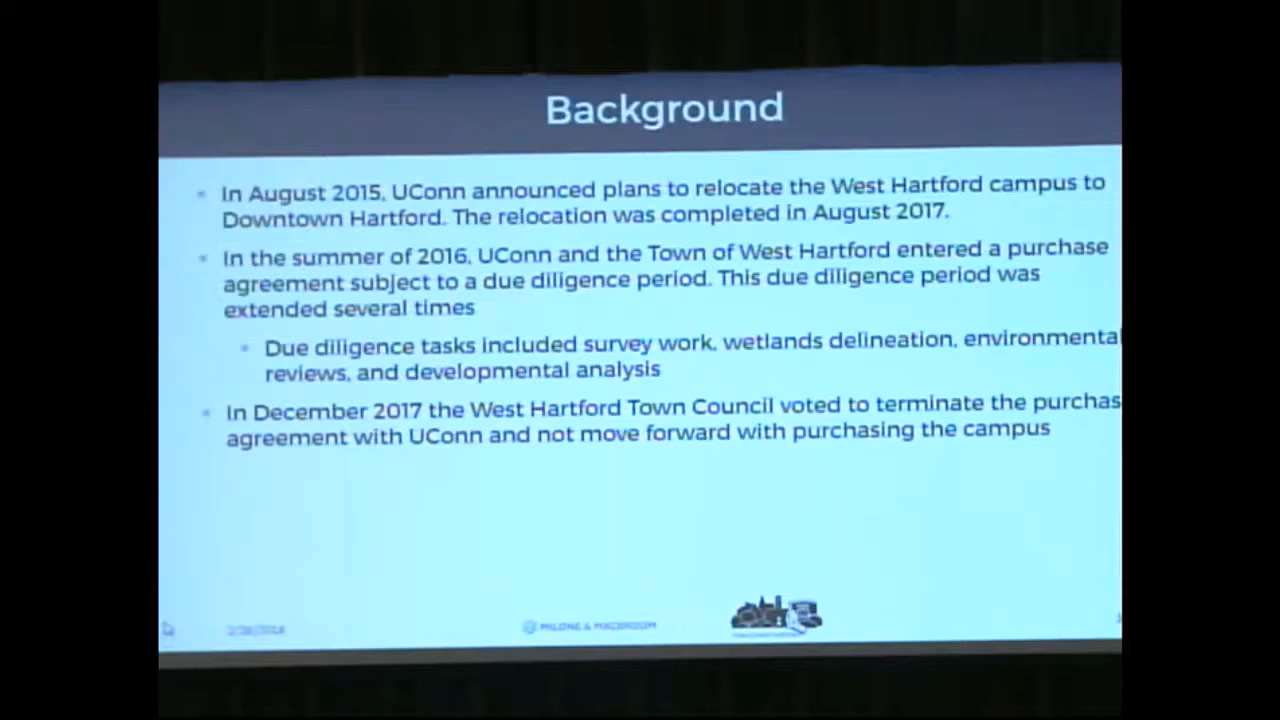 Background
In August 2015, UConn announced plans to relocate the West Hartford campus to
Downtown Hartford. The relocation was completed in August 2017.
In the summer of 2016, UConn and the Town of West Hartford entered a purchase
agreement subject to a due diligence period. This due diligence period was
extended several times
Due diligence tasks included survey work, wetlands delineation, environmental
reviews, and developmental analysis
In December 2017 the West Hartford Town Council voted to terminate the purchas
agreement with UConn and not move forward with purchasing the campus
MILONE & MACBROOM